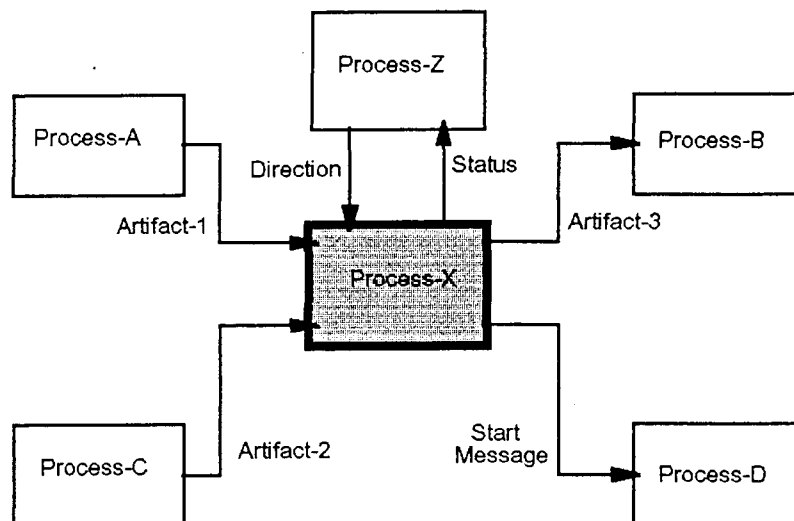 Process-Z
Process-A
Process-B
Direction
Status
Artifact-1
Artifact-3
Process-X
Artifact-2
Start
Message
Process-C
Process-D